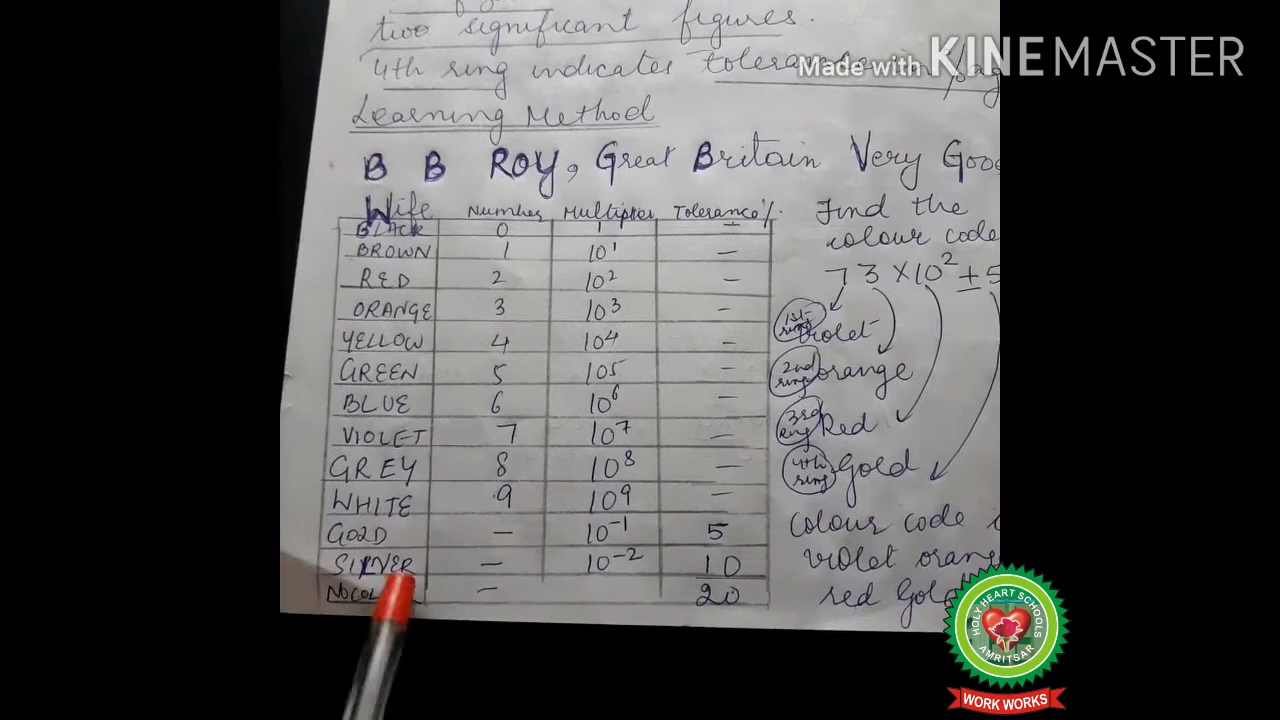 two significant figures.
4th ring indicates
Made with KINEMASTER
Learning Method
B B ROY, Great Britain Very
Wife Number Multiplier Tolerance %.
BLACK 0 1 –
BROWN 1 10¹ –
RED 2 10² –
ORANGE 3 10³ –
YELLOW 4 10⁴ –
GREEN 5 10⁵ –
BLUE 6 10⁶ –
VIOLET 7 10⁷ –
GREY 8 10⁸ –
WHITE 9 10⁹ –
GOLD – 10⁻¹ 5
SILVER – 10⁻² 10
– 20
Find the
colour code
73 ×10² ± 5
1st ring violet
2nd ring orange
3rd Ring Red
4th ring Gold
colour code
violet
red
HOLY HEART SCHOOLS
AMRITSAR
WORK WORKS